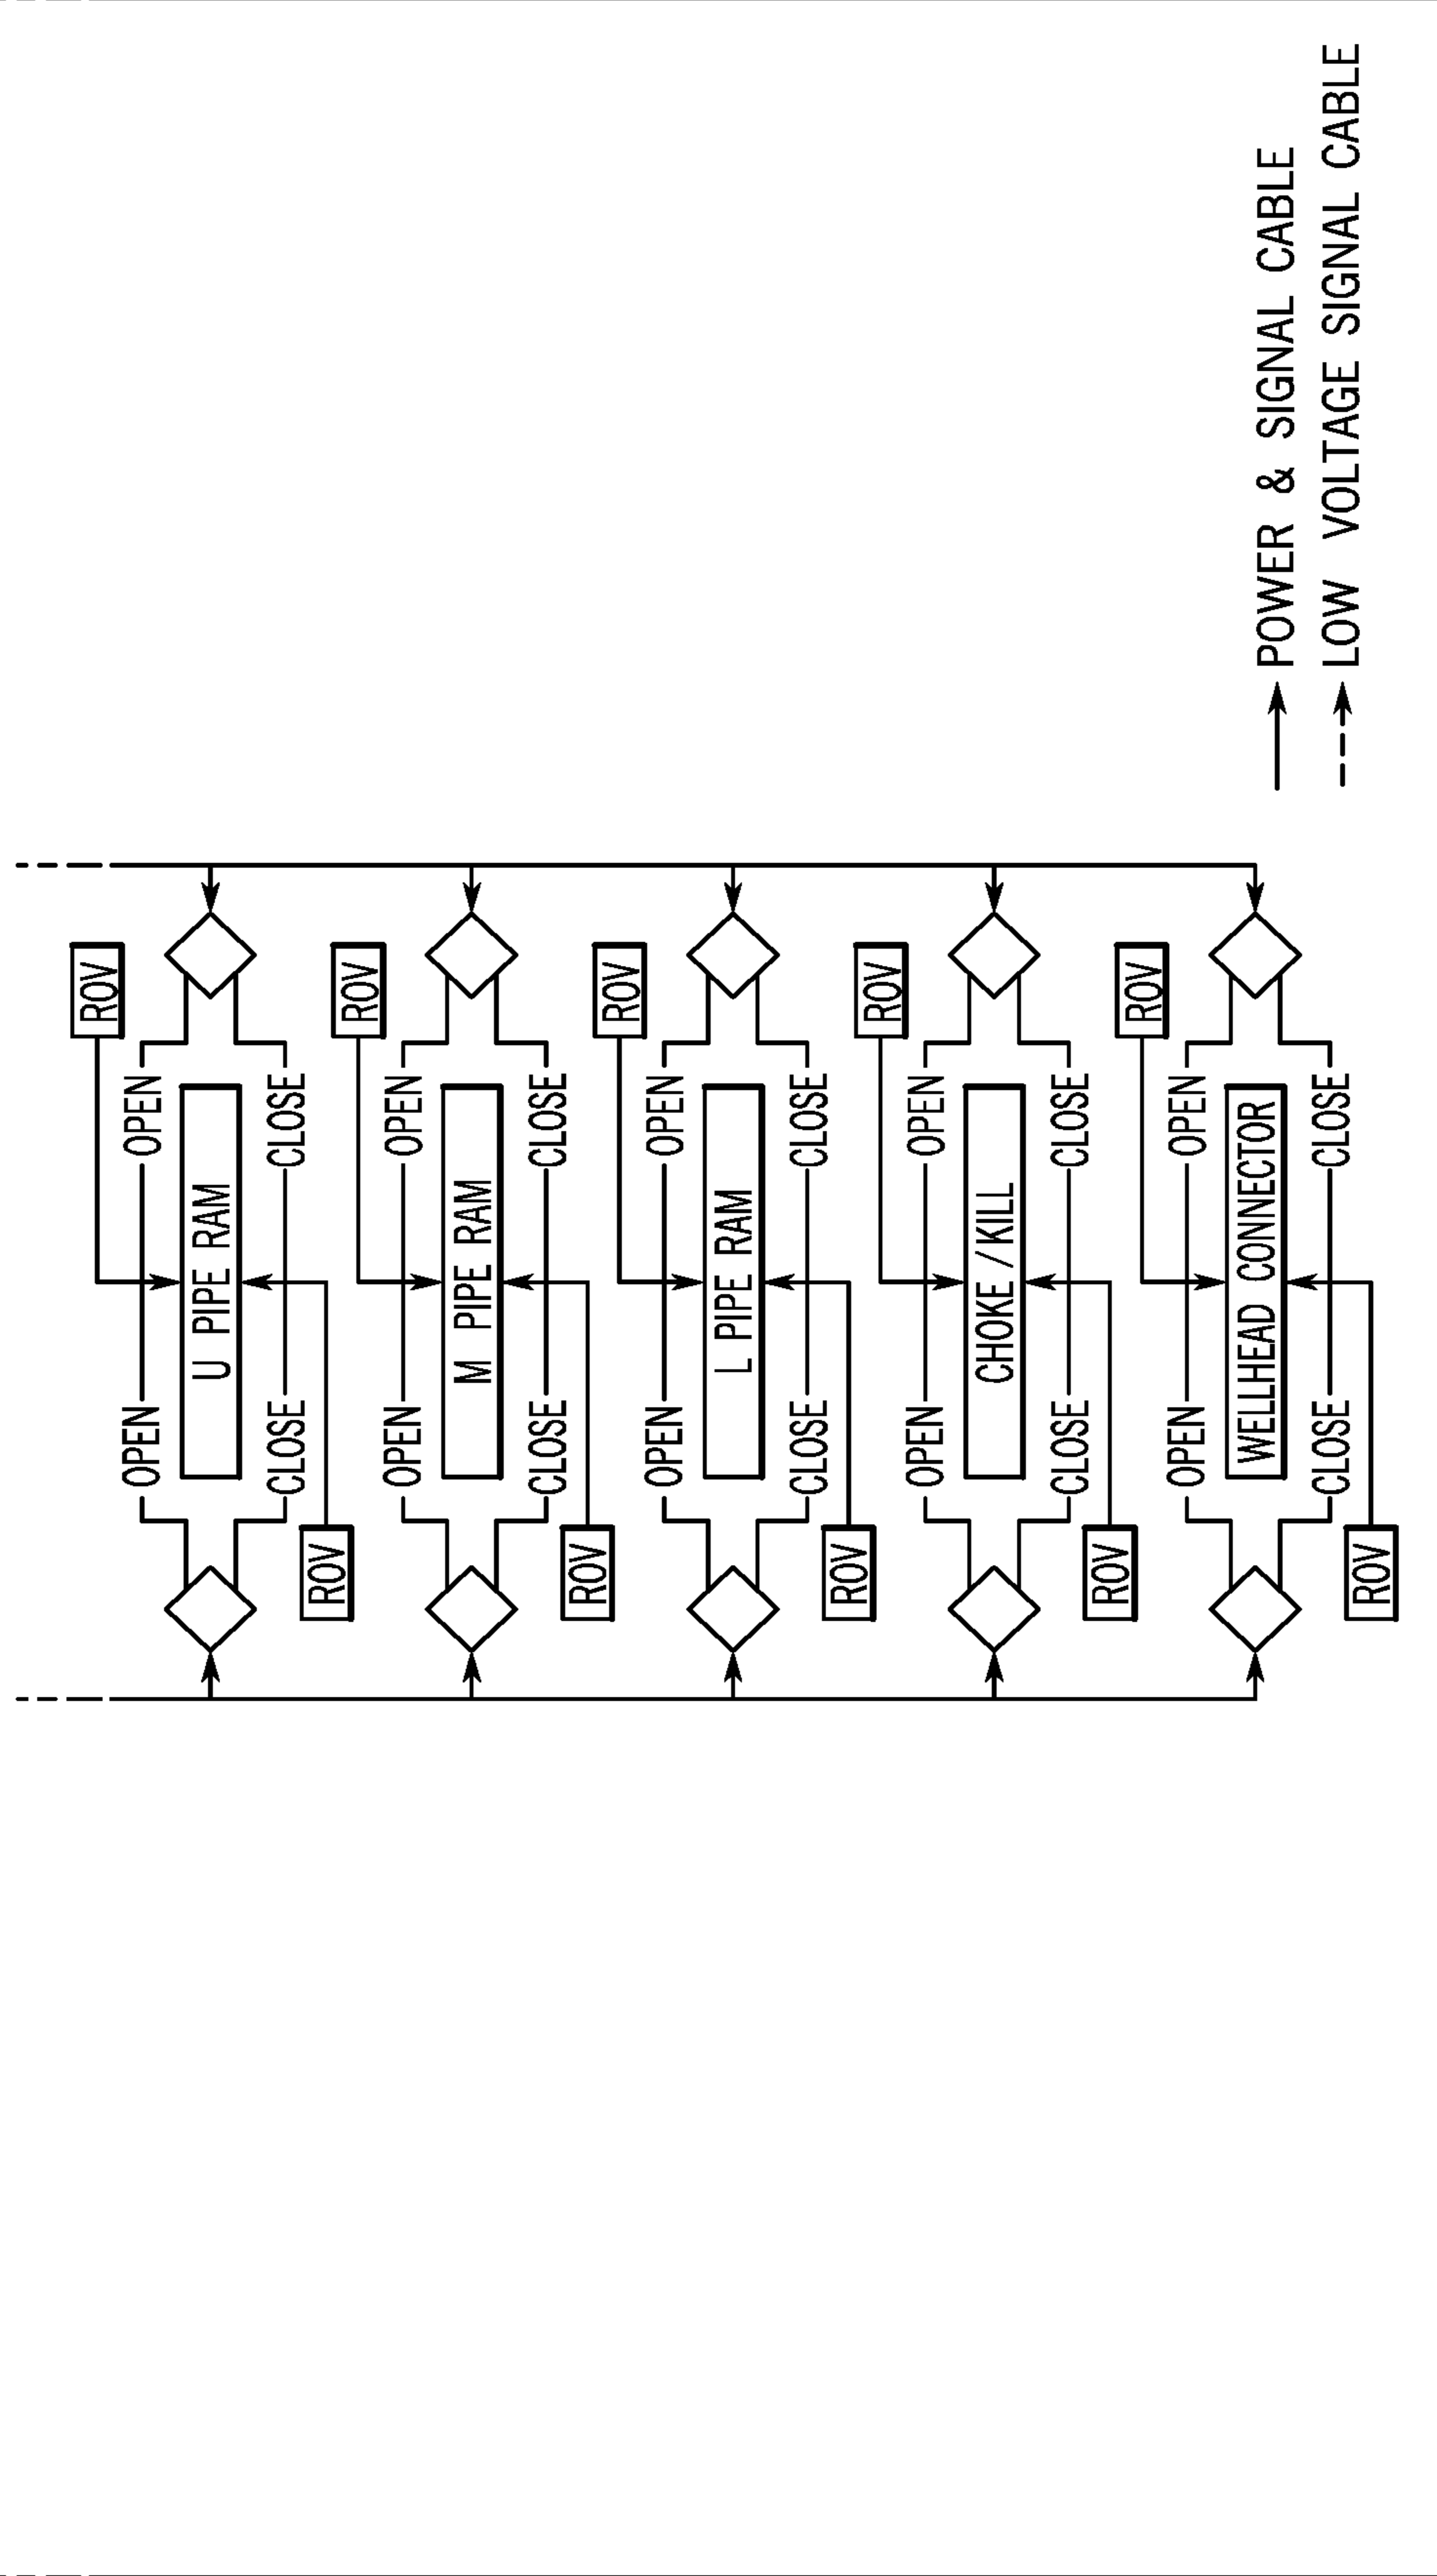 ROV
OPEN OPEN
U PIPE RAM
CLOSE CLOSE
ROV
ROV
OPEN OPEN
M PIPE RAM
CLOSE CLOSE
ROV
ROV
OPEN OPEN
L PIPE RAM
CLOSE CLOSE
ROV
ROV
OPEN OPEN
CHOKE/KILL
CLOSE CLOSE
ROV
ROV
OPEN OPEN
WELLHEAD CONNECTOR
CLOSE CLOSE
ROV
POWER & SIGNAL CABLE
LOW VOLTAGE SIGNAL CABLE